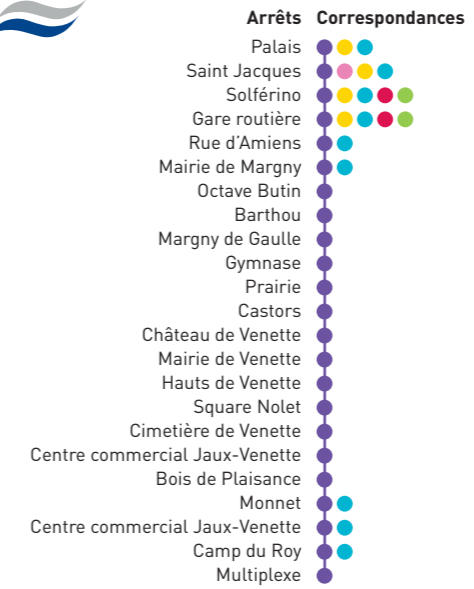 Arrêts Correspondances
Palais
Saint Jacques
Solférino
Gare routière
Rue d'Amiens
Mairie de Margny
Octave Butin
Barthou
Margny de Gaulle
Gymnase
Prairie
Castors
Château de Venette
Mairie de Venette
Hauts de Venette
Square Nolet
Cimetière de Venette
Centre commercial Jaux-Venette
Bois de Plaisance
Monnet
Centre commercial Jaux-Venette
Camp du Roy
Multiplexe